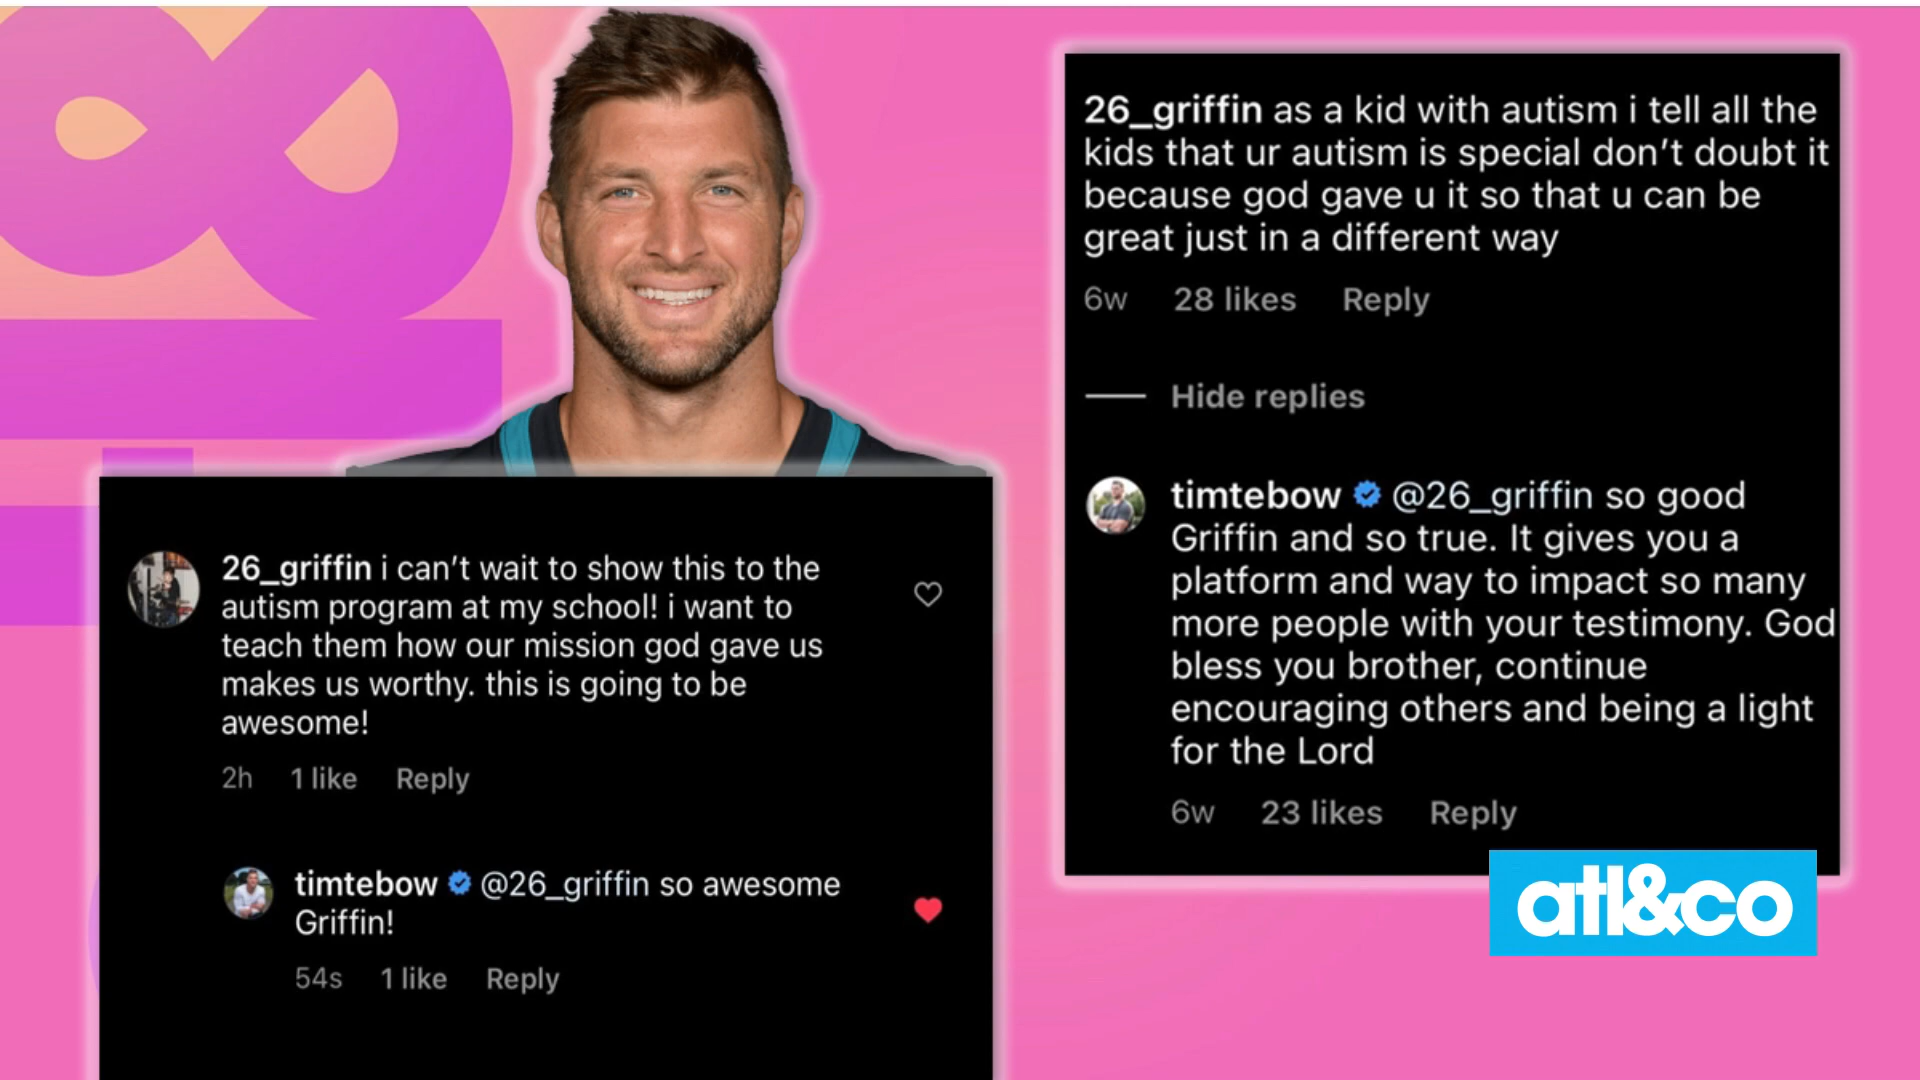 26_griffin i can’t wait to show this to the
autism program at my school! i want to
teach them how our mission god gave us
makes us worthy. this is going to be
awesome!
2h 1 like Reply
timtebow @26_griffin so awesome
Griffin!
54s 1 like Reply
26_griffin as a kid with autism i tell all the
kids that ur autism is special don’t doubt it
because god gave u it so that u can be
great just in a different way
6w 28 likes Reply
Hide replies
timtebow @26_griffin so good
Griffin and so true. It gives you a
platform and way to impact so many
more people with your testimony. God
bless you brother, continue
encouraging others and being a light
for the Lord
6w 23 likes Reply
atl&co